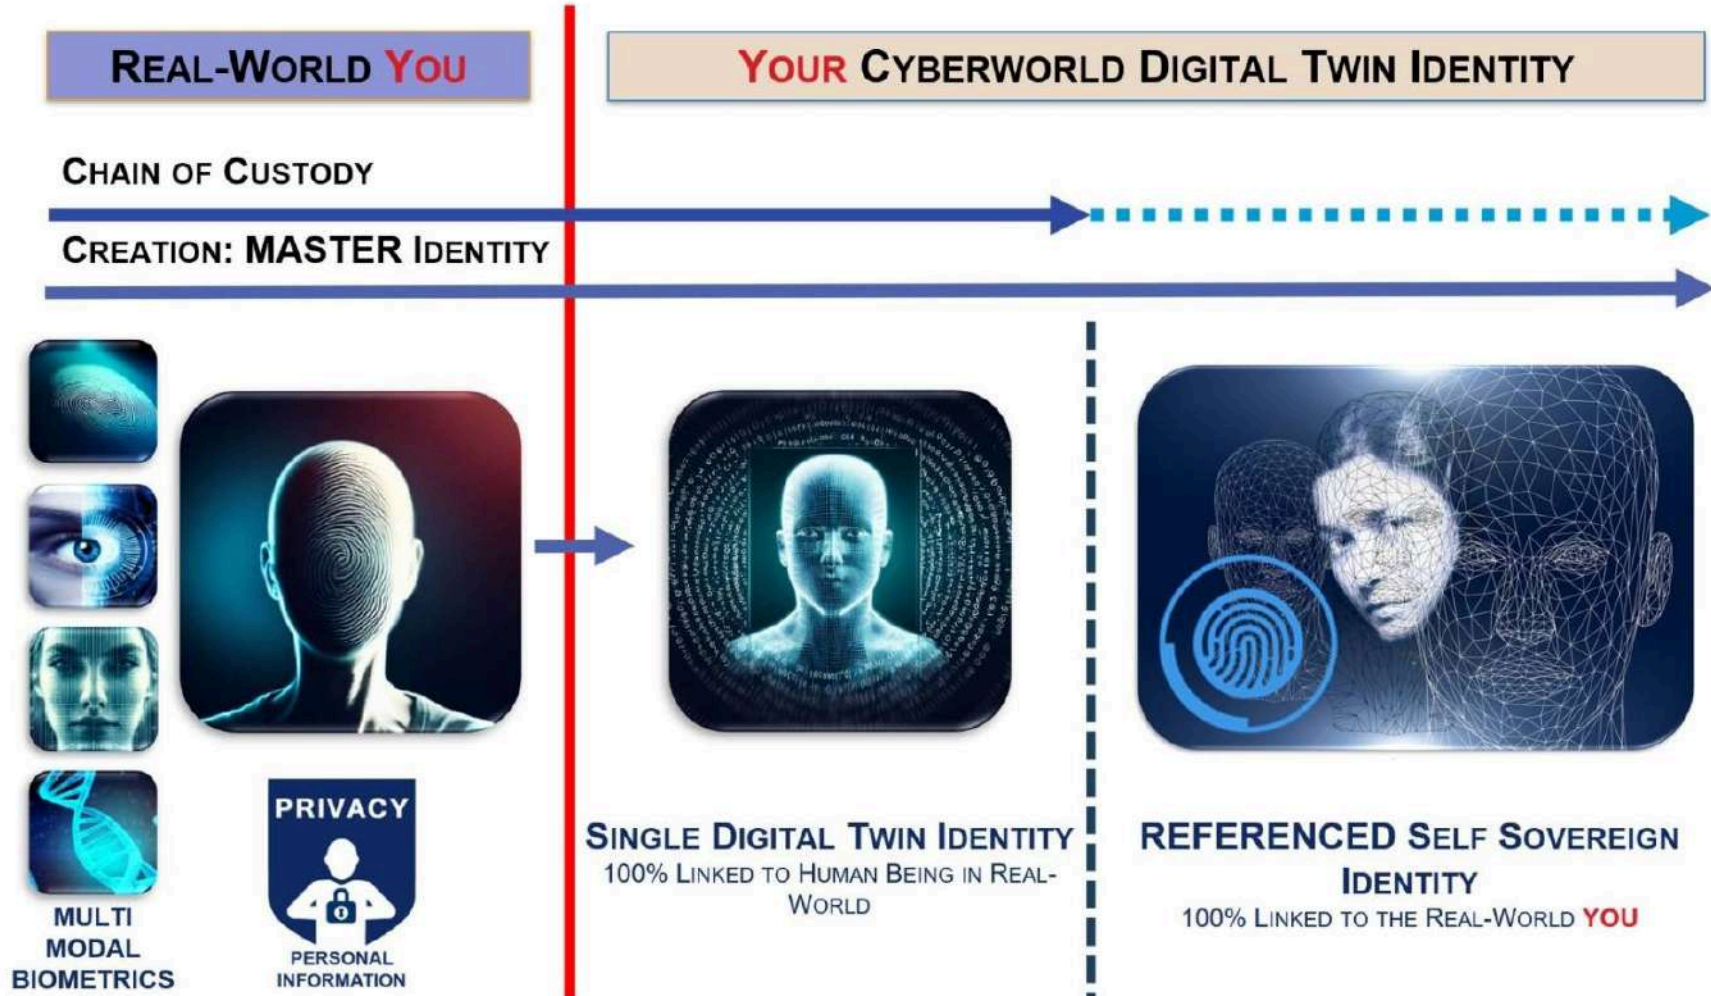 REAL-WORLD YOU
YOUR CYBERWORLD DIGITAL TWIN IDENTITY
CHAIN OF CUSTODY
CREATION: MASTER IDENTITY
PRIVACY
PERSONAL
INFORMATION
MULTI
MODAL
BIOMETRICS
SINGLE DIGITAL TWIN IDENTITY
100% LINKED TO HUMAN BEING IN REAL-
WORLD
REFERENCED SELF SOVEREIGN
IDENTITY
100% LINKED TO THE REAL-WORLD YOU